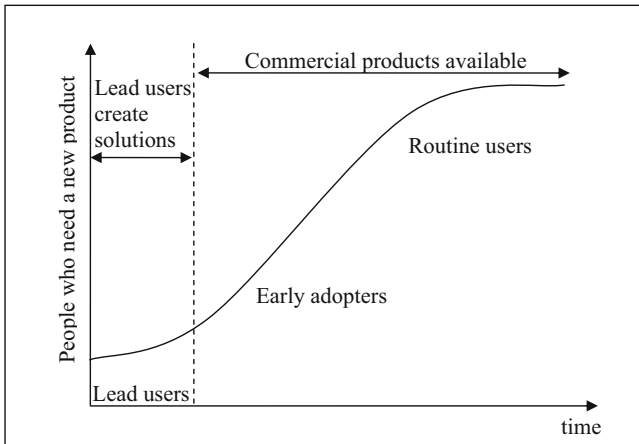 Commercial products available
Lead users
create
solutions
People who need a new product
Routine users
Early adopters
Lead users
time